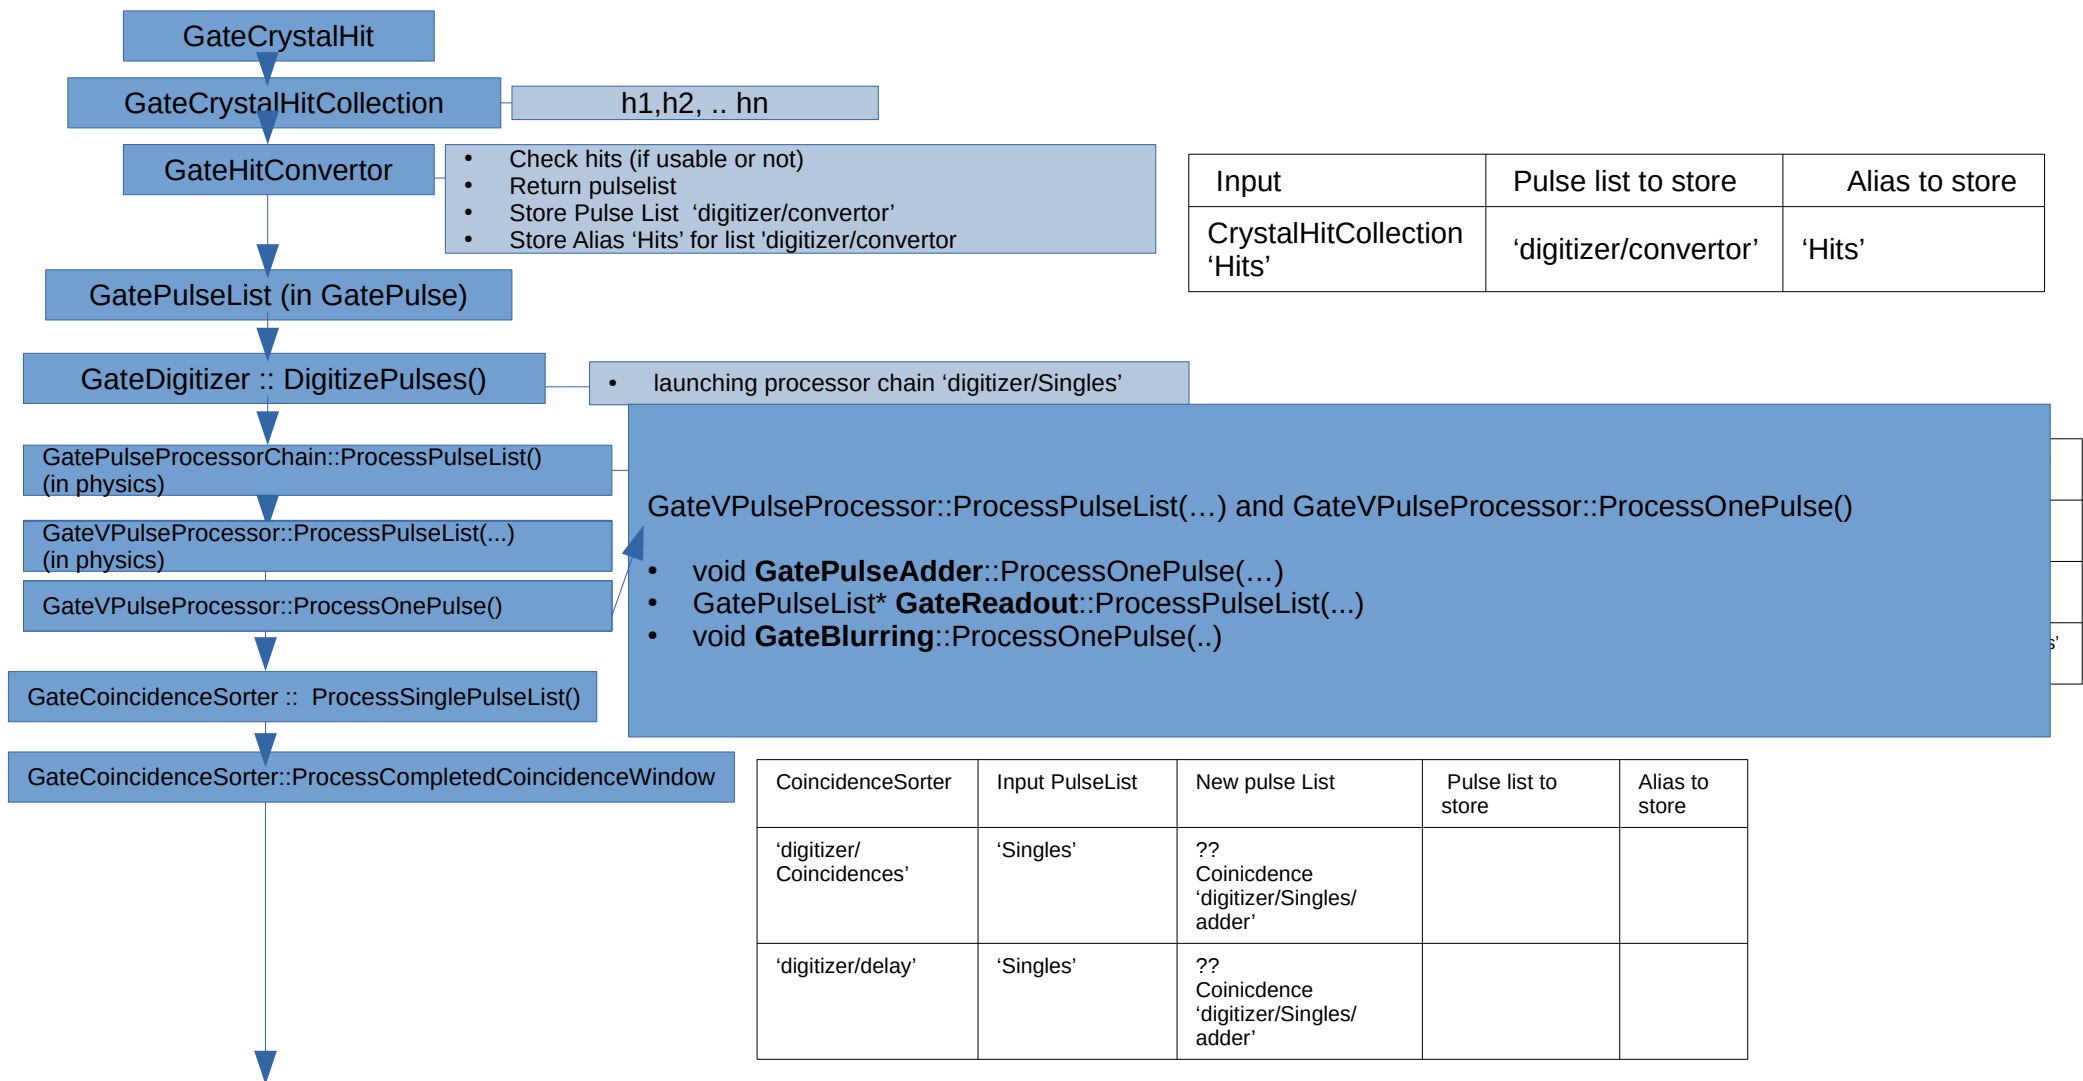 GateCrystalHit
GateCrystalHitCollection
h1,h2, .. hn
GateHitConvertor
• Check hits (if usable or not)
• Return pulselist
• Store Pulse List ‘digitizer/convertor’
• Store Alias ‘Hits’ for list 'digitizer/convertor
Input
Pulse list to store
Alias to store
CrystalHitCollection
‘Hits’
‘digitizer/convertor’
‘Hits’
GatePulseList (in GatePulse)
GateDigitizer :: DigitizePulses()
• launching processor chain ‘digitizer/Singles’
GatePulseProcessorChain::ProcessPulseList()
(in physics)
GateVPulseProcessor::ProcessPulseList(...)
(in physics)
GateVPulseProcessor::ProcessOnePulse()
GateVPulseProcessor::ProcessPulseList(…) and GateVPulseProcessor::ProcessOnePulse()
• void GatePulseAdder::ProcessOnePulse(…)
• GatePulseList* GateReadout::ProcessPulseList(...)
• void GateBlurring::ProcessOnePulse(..)
GateCoincidenceSorter :: ProcessSinglePulseList()
GateCoincidenceSorter::ProcessCompletedCoincidenceWindow
CoincidenceSorter
Input PulseList
New pulse List
Pulse list to
store
Alias to
store
‘digitizer/
Coincidences’
‘Singles’
??
Coinicdence
‘digitizer/Singles/
adder’
‘digitizer/delay’
‘Singles’
??
Coinicdence
‘digitizer/Singles/
adder’